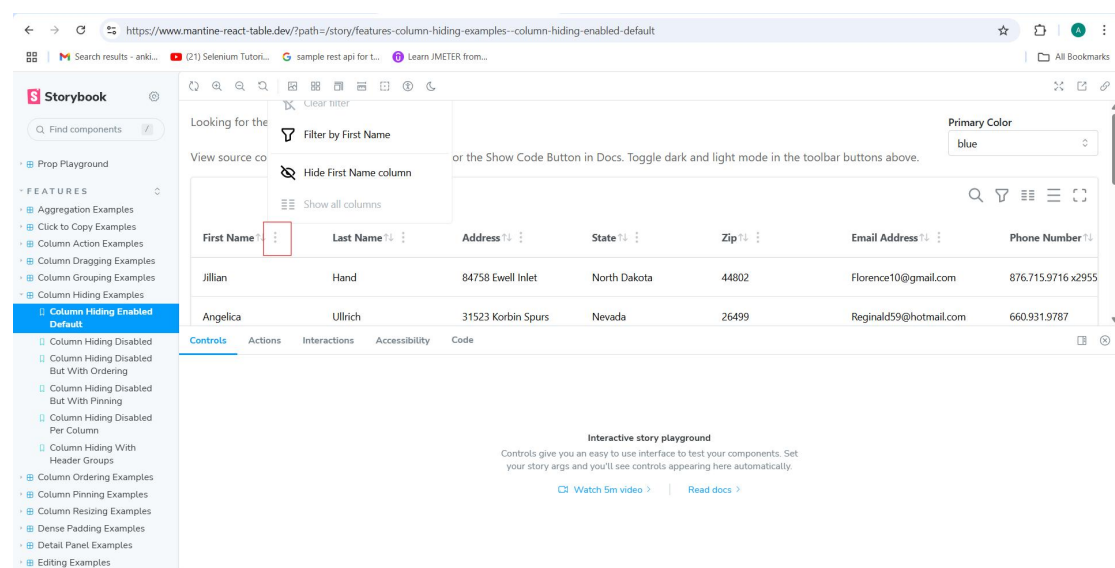 https://www.mantine-react-table.dev/?path=/story/features-column-hiding-examples--column-hiding-enabled-default
A
Search results - anki...
(21) Selenium Tutori...
sample rest api for t...
Learn JMETER from...
All Bookmarks
Storybook
Find components /
Prop Playground
FEATURES
Aggregation Examples
Click to Copy Examples
Column Action Examples
Column Dragging Examples
Column Grouping Examples
Column Hiding Examples
Column Hiding Enabled
Default
Column Hiding Disabled
Column Hiding Disabled
But With Ordering
Column Hiding Disabled
But With Pinning
Column Hiding Disabled
Per Column
Column Hiding With
Header Groups
Column Ordering Examples
Column Pinning Examples
Column Resizing Examples
Dense Padding Examples
Detail Panel Examples
Editing Examples
Clear filter
Looking for the
Filter by First Name
Primary Color
blue
View source co
or the Show Code Button in Docs. Toggle dark and light mode in the toolbar buttons above.
Hide First Name column
Show all columns
First Name Last Name Address State Zip Email Address Phone Number
Jillian Hand 84758 Ewell Inlet North Dakota 44802 Florence10@gmail.com 876.715.9716 x2955
Angelica Ullrich 31523 Korbin Spurs Nevada 26499 Reginald59@hotmail.com 660.931.9787
Controls Actions Interactions Accessibility Code
Interactive story playground
Controls give you an easy to use interface to test your components. Set
your story args and you'll see controls appearing here automatically.
Watch 5m video Read docs